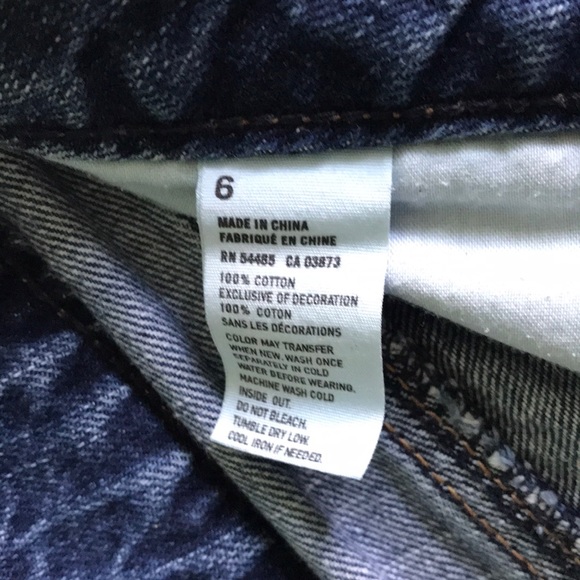 6
MADE IN CHINA
FABRIQUÉ EN CHINE
RN 54485 CA 03873
100% COTTON
EXCLUSIVE OF DECORATION
100% COTON
SANS LES DÉCORATIONS
COLOR MAY TRANSFER
WHEN NEW. WASH ONCE
SEPARATELY IN COLD
WATER BEFORE WEARING.
MACHINE WASH COLD
INSIDE OUT.
DO NOT BLEACH.
TUMBLE DRY LOW.
COOL IRON IF NEEDED.